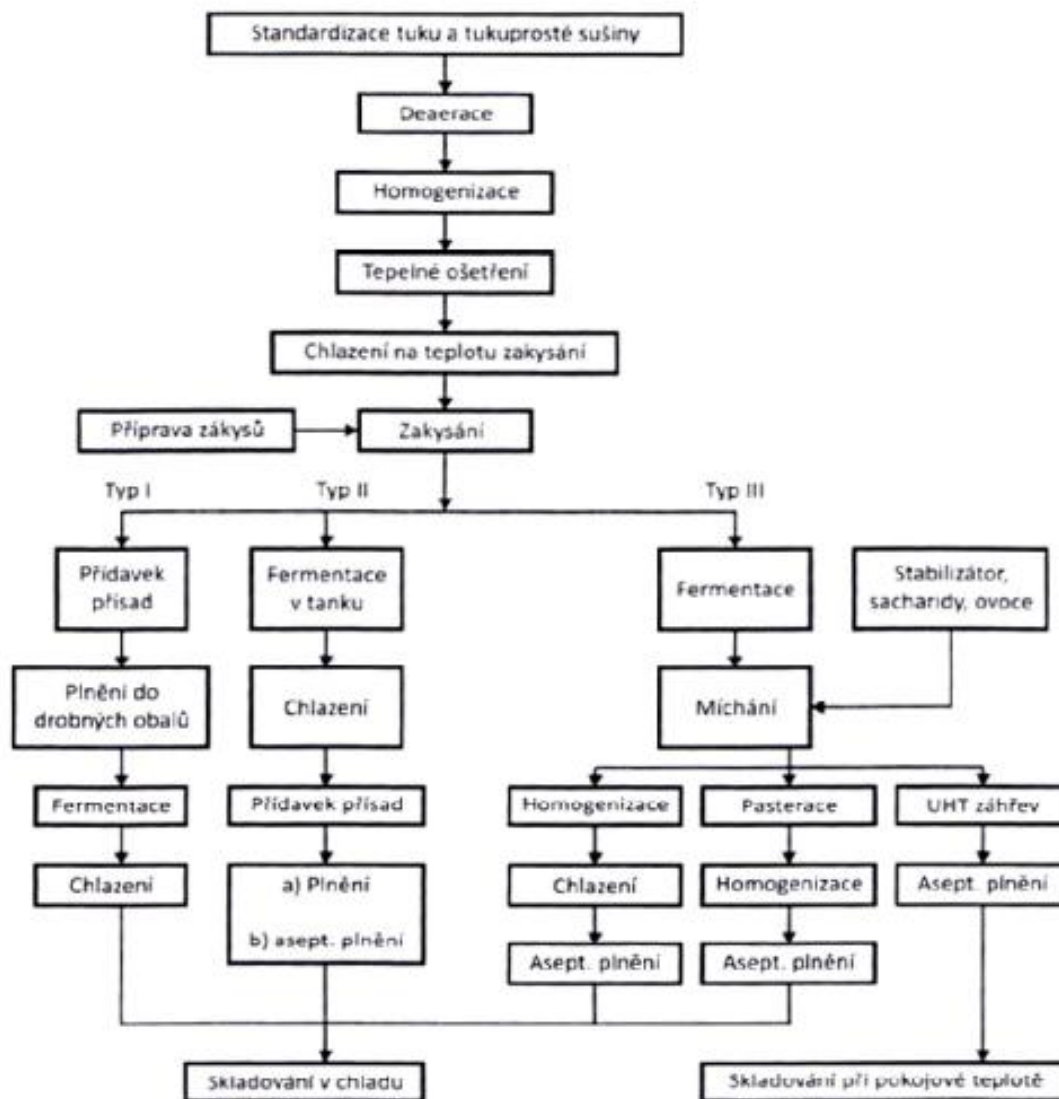 Standardizace tuku a tukuprosté sušiny
Deaerace
Homogenizace
Tepelné ošetření
Chlazení na teplotu zakysání
Příprava zákysů
Zakysání
Typ I
Typ II
Typ III
Přídavek
přísad
Fermentace
v tanku
Fermentace
Stabilizátor,
sacharidy, ovoce
Plnění do
drobných obalů
Chlazení
Míchání
Fermentace
Přídavek přísad
Homogenizace
Pasterace
UHT záhřev
Chlazení
a) Plnění
b) asept. plnění
Chlazení
Homogenizace
Asept. plnění
Asept. plnění
Asept. plnění
Skladování v chladu
Skladování při pokojové teplotě